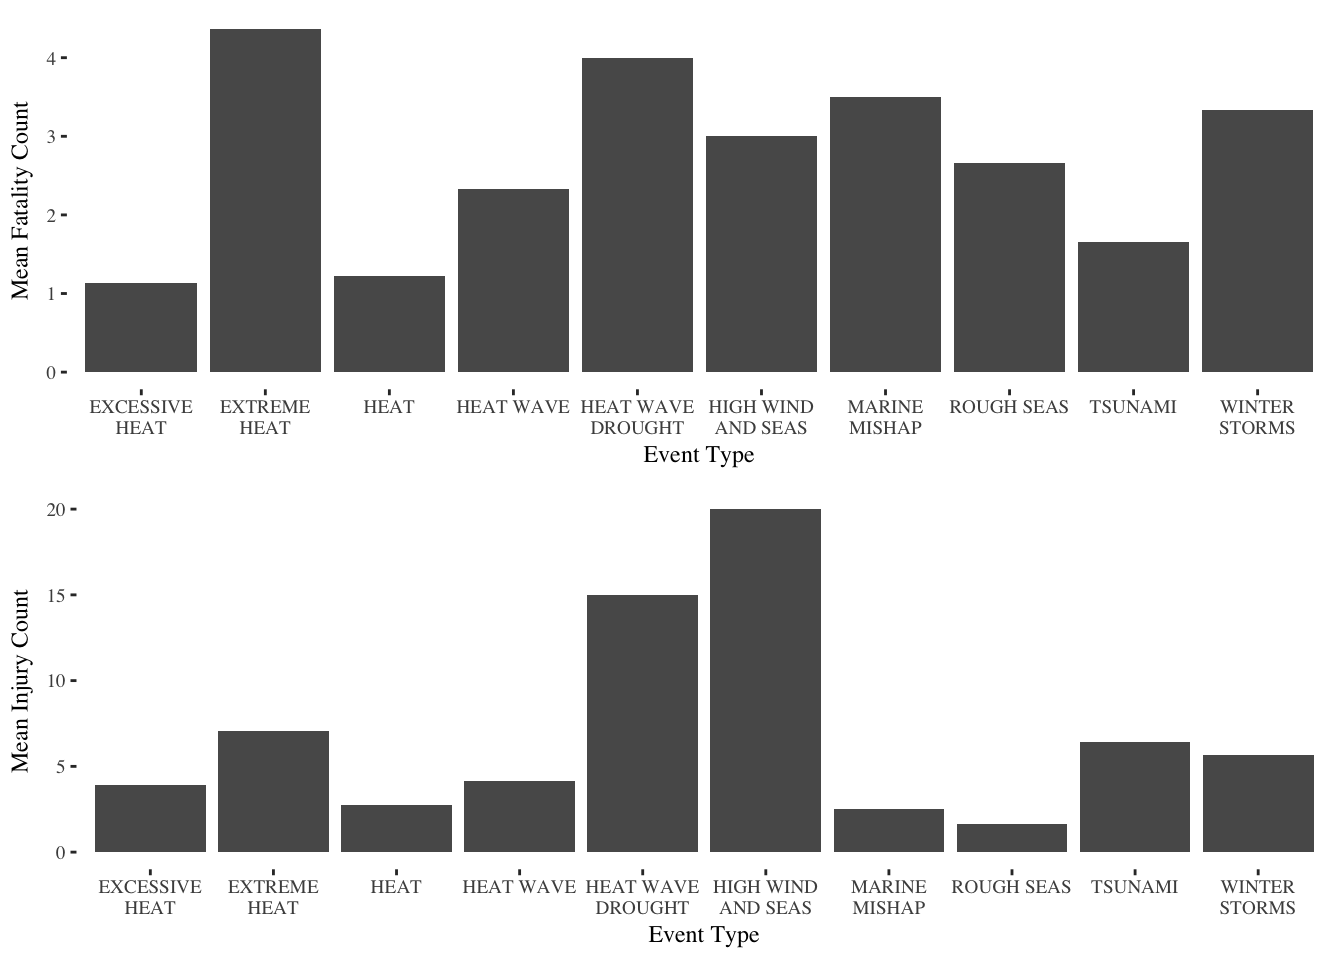 Mean Fatality Count
4
3
2
1
0
EXCESSIVE HEAT
EXTREME HEAT
HEAT
HEAT WAVE
HEAT WAVE DROUGHT
HIGH WIND AND SEAS
MARINE MISHAP
ROUGH SEAS
TSUNAMI
WINTER STORMS
Event Type
Mean Injury Count
20
15
10
5
0
EXCESSIVE HEAT
EXTREME HEAT
HEAT
HEAT WAVE
HEAT WAVE DROUGHT
HIGH WIND AND SEAS
MARINE MISHAP
ROUGH SEAS
TSUNAMI
WINTER STORMS
Event Type